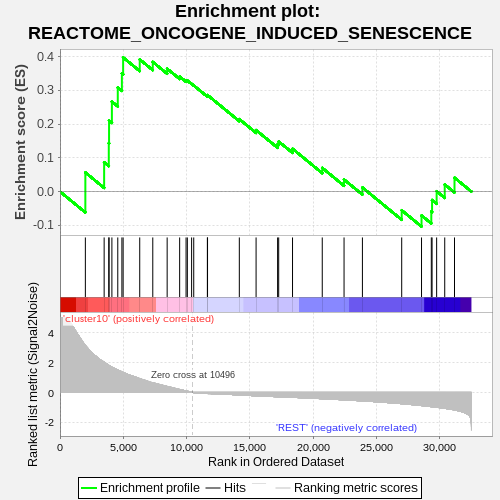 Enrichment plot:
REACTOME_ONCOGENE_INDUCED_SENESCENCE
Enrichment score (ES)
0.4
0.3
0.2
0.1
0.0
-0.1
'cluster10' (positively correlated)
Ranked list metric (Signal2Noise)
4
2
0
-2
Zero cross at 10496
'REST' (negatively correlated)
0
5,000
10,000
15,000
20,000
25,000
30,000
Rank in Ordered Dataset
Enrichment profile
Hits
Ranking metric scores